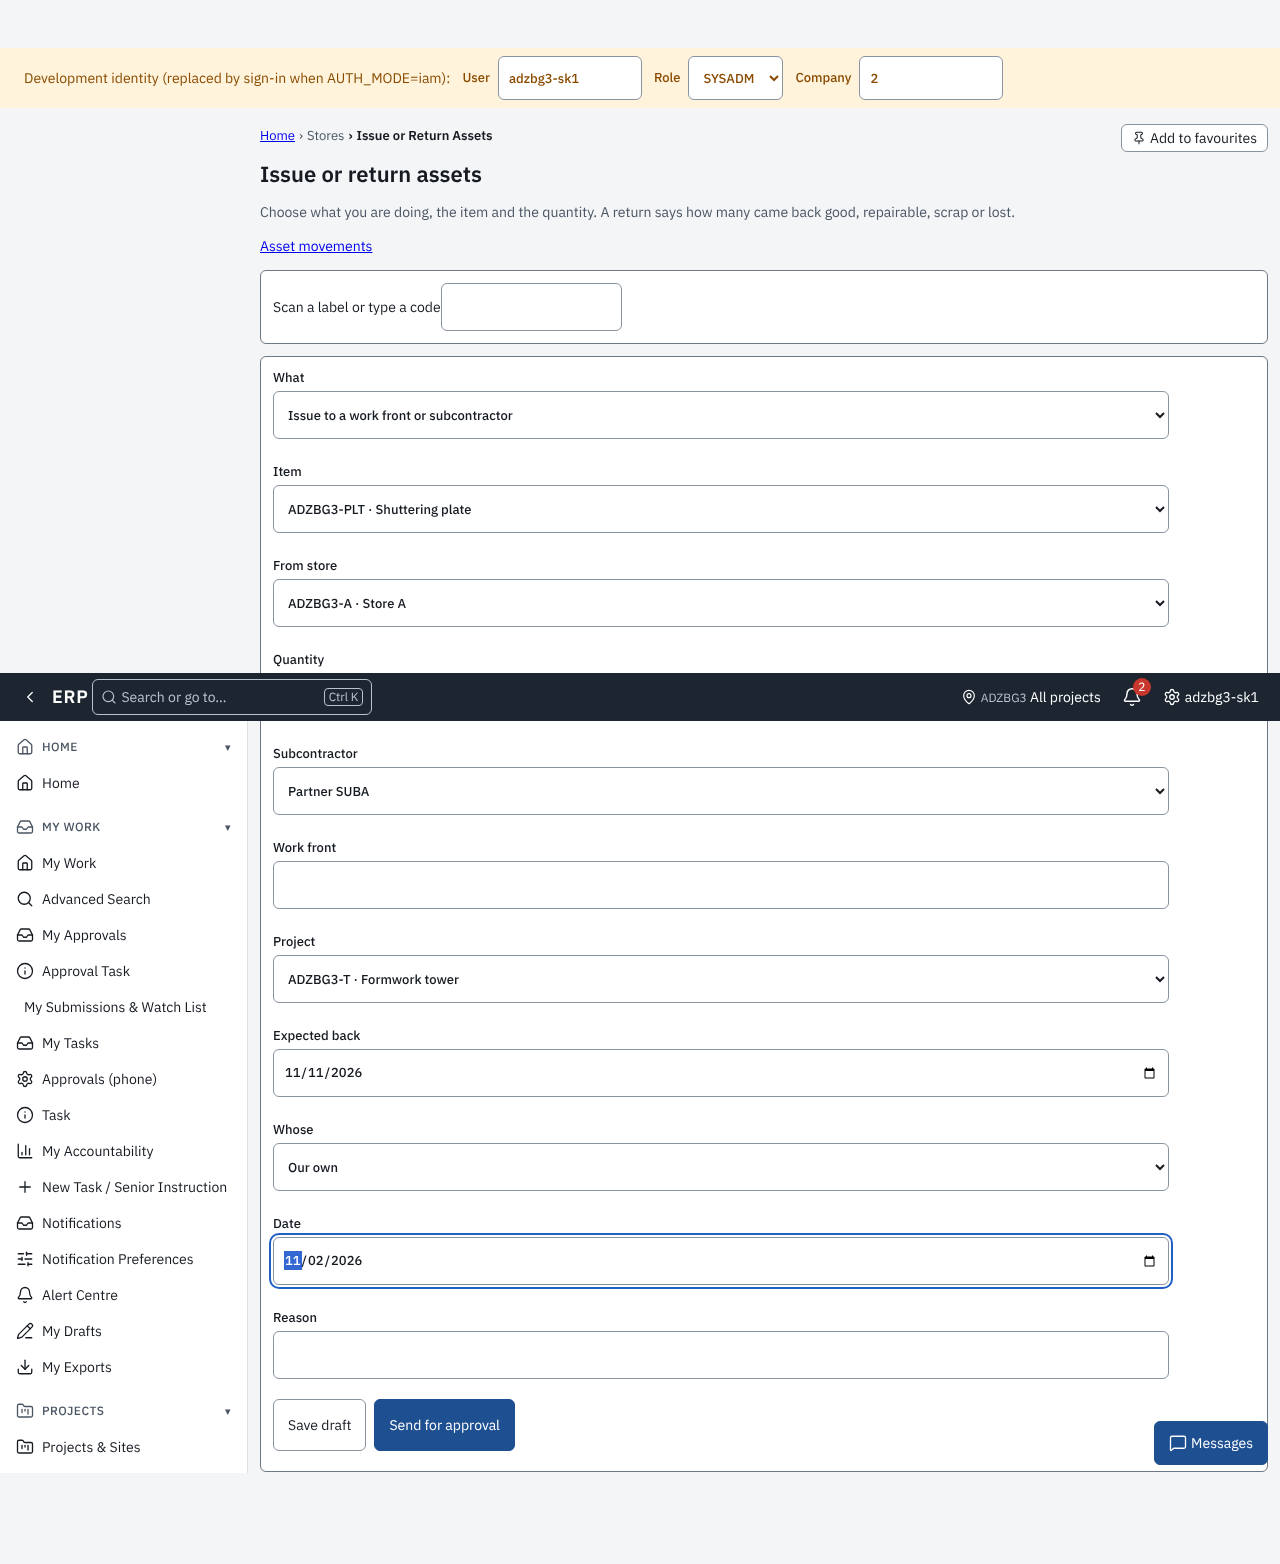 Development identity (replaced by sign-in when AUTH_MODE=iam): User adzbg3-sk1 Role SYSADM Company 2
Home › Stores › Issue or Return Assets
Add to favourites
Issue or return assets
Choose what you are doing, the item and the quantity. A return says how many came back good, repairable, scrap or lost.
Asset movements
Scan a label or type a code
What
Issue to a work front or subcontractor
Item
ADZBG3-PLT · Shuttering plate
From store
ADZBG3-A · Store A
Quantity
ERP Search or go to... Ctrl K ADZBG3 All projects 2 adzbg3-sk1
HOME
Home
MY WORK
My Work
Advanced Search
My Approvals
Approval Task
My Submissions & Watch List
My Tasks
Approvals (phone)
Task
My Accountability
New Task / Senior Instruction
Notifications
Notification Preferences
Alert Centre
My Drafts
My Exports
PROJECTS
Projects & Sites
Subcontractor
Partner SUBA
Work front
Project
ADZBG3-T · Formwork tower
Expected back
11/11/2026
Whose
Our own
Date
11/02/2026
Reason
Save draft
Send for approval
Messages